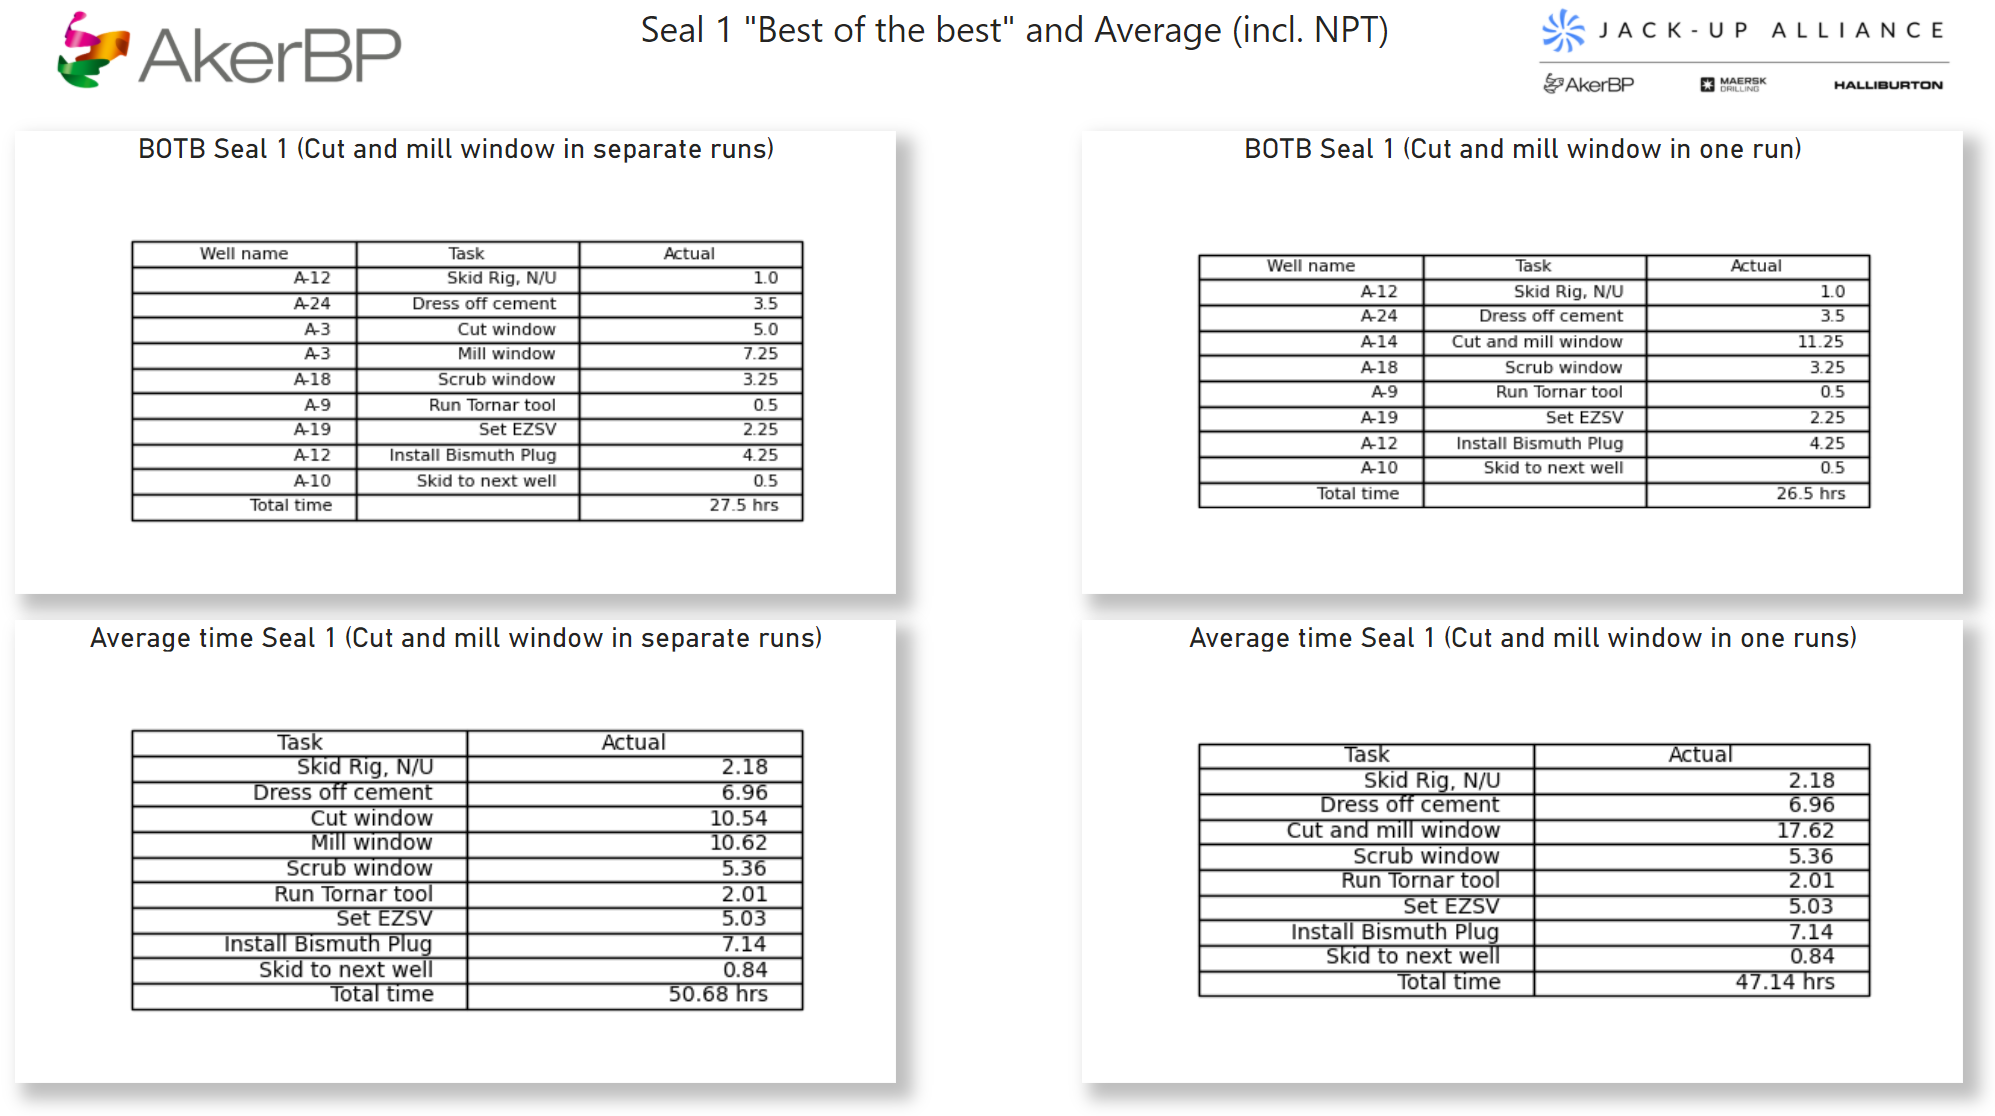 AkerBP
Seal 1 "Best of the best" and Average (incl. NPT)
JACK-UP ALLIANCE
AkerBP MAERSK DRILLING HALLIBURTON
BOTB Seal 1 (Cut and mill window in separate runs)
Well name Task Actual
A-12 Skid Rig, N/U 1.0
A-24 Dress off cement 3.5
A-3 Cut window 5.0
A-3 Mill window 7.25
A-18 Scrub window 3.25
A-9 Run Tornar tool 0.5
A-19 Set EZSV 2.25
A-12 Install Bismuth Plug 4.25
A-10 Skid to next well 0.5
Total time 27.5 hrs
BOTB Seal 1 (Cut and mill window in one run)
Well name Task Actual
A-12 Skid Rig, N/U 1.0
A-24 Dress off cement 3.5
A-14 Cut and mill window 11.25
A-18 Scrub window 3.25
A-9 Run Tornar tool 0.5
A-19 Set EZSV 2.25
A-12 Install Bismuth Plug 4.25
A-10 Skid to next well 0.5
Total time 26.5 hrs
Average time Seal 1 (Cut and mill window in separate runs)
Task Actual
Skid Rig, N/U 2.18
Dress off cement 6.96
Cut window 10.54
Mill window 10.62
Scrub window 5.36
Run Tornar tool 2.01
Set EZSV 5.03
Install Bismuth Plug 7.14
Skid to next well 0.84
Total time 50.68 hrs
Average time Seal 1 (Cut and mill window in one runs)
Task Actual
Skid Rig, N/U 2.18
Dress off cement 6.96
Cut and mill window 17.62
Scrub window 5.36
Run Tornar tool 2.01
Set EZSV 5.03
Install Bismuth Plug 7.14
Skid to next well 0.84
Total time 47.14 hrs